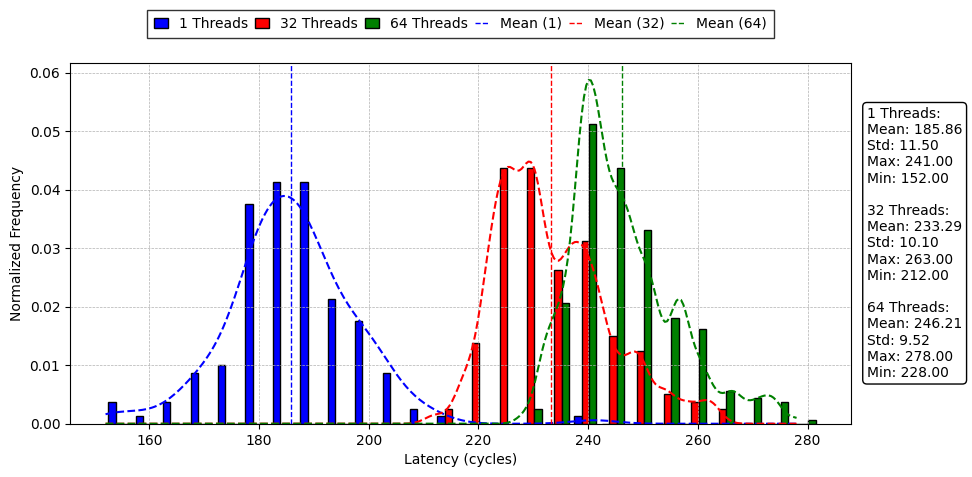 1 Threads 32 Threads 64 Threads Mean (1) Mean (32) Mean (64)
0.06
0.05
0.04
0.03
0.02
0.01
0.00
Normalized Frequency
160 180 200 220 240 260 280
Latency (cycles)
1 Threads:
Mean: 185.86
Std: 11.50
Max: 241.00
Min: 152.00
32 Threads:
Mean: 233.29
Std: 10.10
Max: 263.00
Min: 212.00
64 Threads:
Mean: 246.21
Std: 9.52
Max: 278.00
Min: 228.00